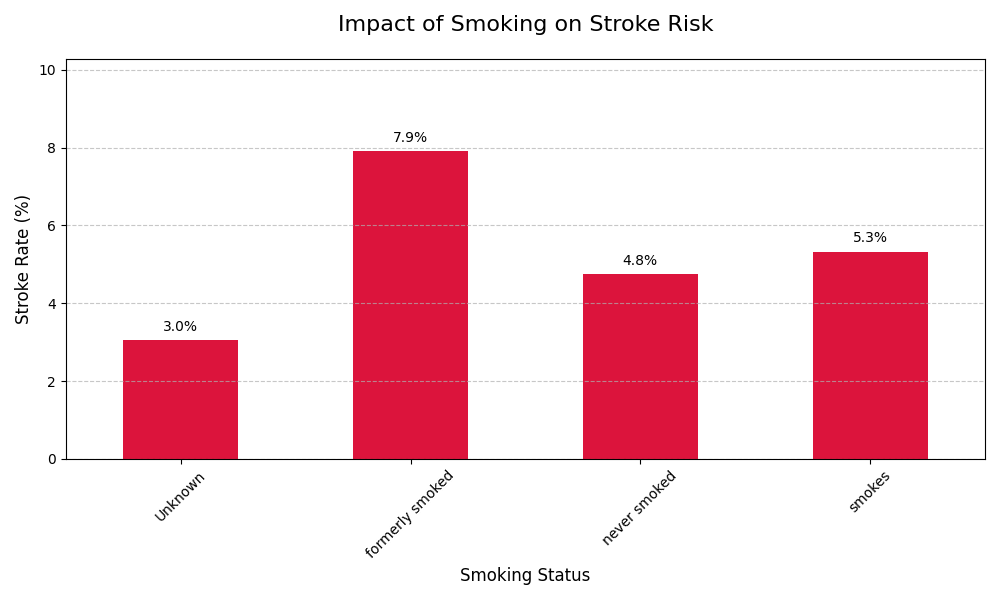 Impact of Smoking on Stroke Risk
Stroke Rate (%)
10
8
6
4
2
0
3.0%
7.9%
4.8%
5.3%
Unknown
formerly smoked
never smoked
smokes
Smoking Status